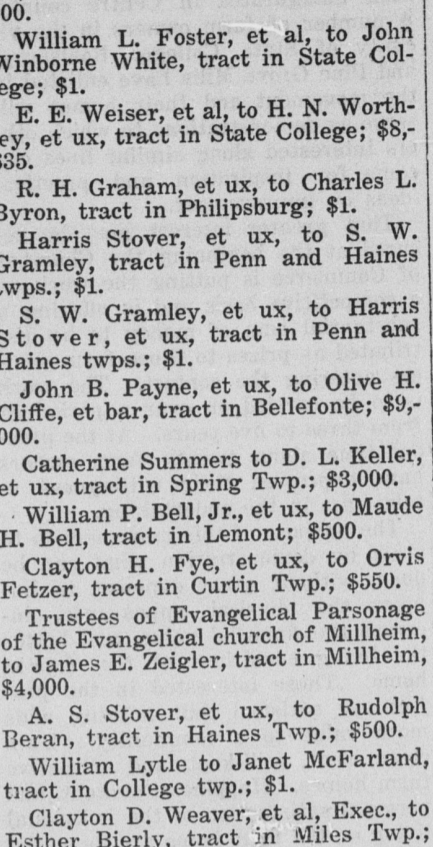 00.
William L. Foster, et al, to John
Winborne White, tract in State Col-
ege; $1.
E. E. Weiser, et al, to H. N. Worth-
ey, et ux, tract in State College; $8,-
335.
R. H. Graham, et ux, to Charles L.
Byron, tract in Philipsburg; $1.
Harris Stover, et ux, to S. W.
Gramley, tract in Penn and Haines
twps.; $1.
S. W. Gramley, et ux, to Harris
Stover, et ux, tract in Penn and
Haines twps.; $1.
John B. Payne, et ux, to Olive H.
Cliffe, et bar, tract in Bellefonte; $9,-
000.
Catherine Summers to D. L. Keller,
et ux, tract in Spring Twp.; $3,000.
William P. Bell, Jr., et ux, to Maude
H. Bell, tract in Lemont; $500.
Clayton H. Fye, et ux, to Orvis
Fetzer, tract in Curtin Twp.; $550.
Trustees of Evangelical Parsonage
of the Evangelical church of Millheim,
to James E. Zeigler, tract in Millheim,
$4,000.
A. S. Stover, et ux, to Rudolph
Beran, tract in Haines Twp.; $500.
William Lytle to Janet McFarland,
tract in College twp.; $1.
Clayton D. Weaver, et al, Exec., to
Esther Bierly, tract in Miles Twp.;